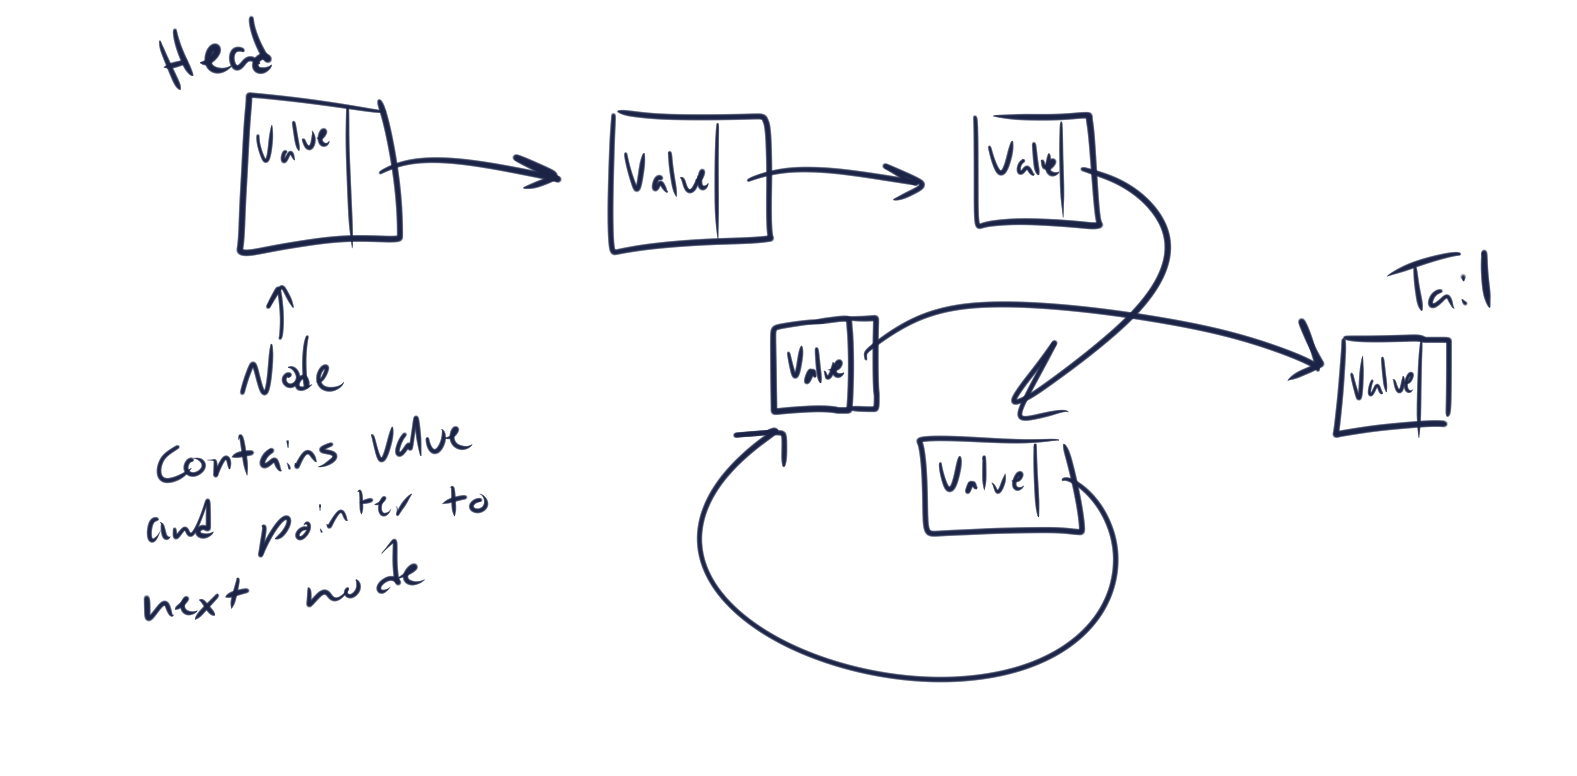 Head
Value
Value
Value
Tail
Value
Value
Value
Node
Contains value
and pointer to
next node